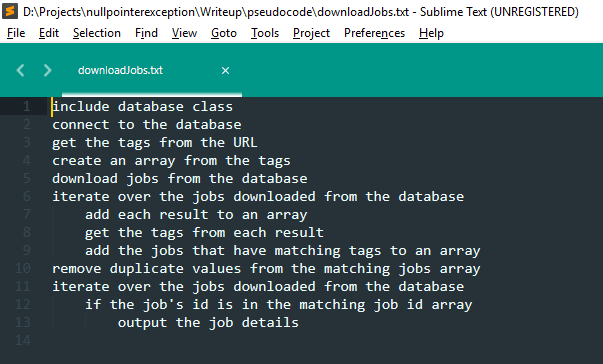 D:\Projects\nullpointerexception\Writeup\pseudocode\downloadJobs.txt - Sublime Text (UNREGISTERED)
File Edit Selection Find View Goto Tools Project Preferences Help
downloadJobs.txt ×
1 include database class
2 connect to the database
3 get the tags from the URL
4 create an array from the tags
5 download jobs from the database
6 iterate over the jobs downloaded from the database
7     add each result to an array
8     get the tags from each result
9     add the jobs that have matching tags to an array
10 remove duplicate values from the matching jobs array
11 iterate over the jobs downloaded from the database
12     if the job's id is in the matching job id array
13         output the job details
14